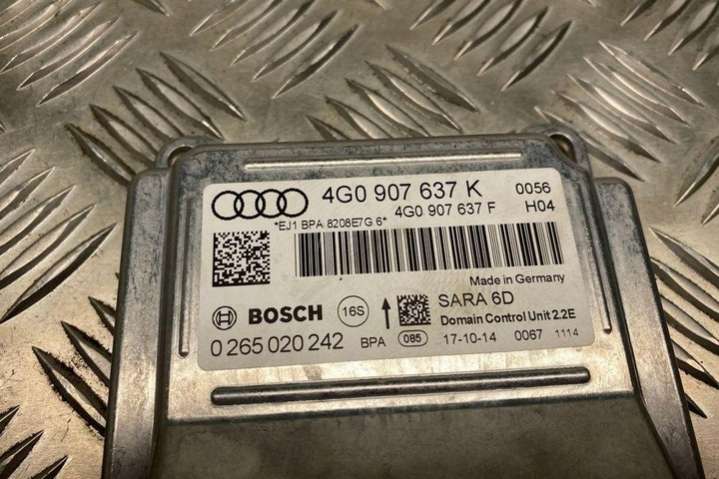 4G0 907 637 K 0056
4G0 907 637 F H04
*EJ1 BPA 8208E7G 6*
Made in Germany
BOSCH 16S SARA 6D
Domain Control Unit 2.2E
0 265 020 242 BPA 085 17-10-14 0067 1114